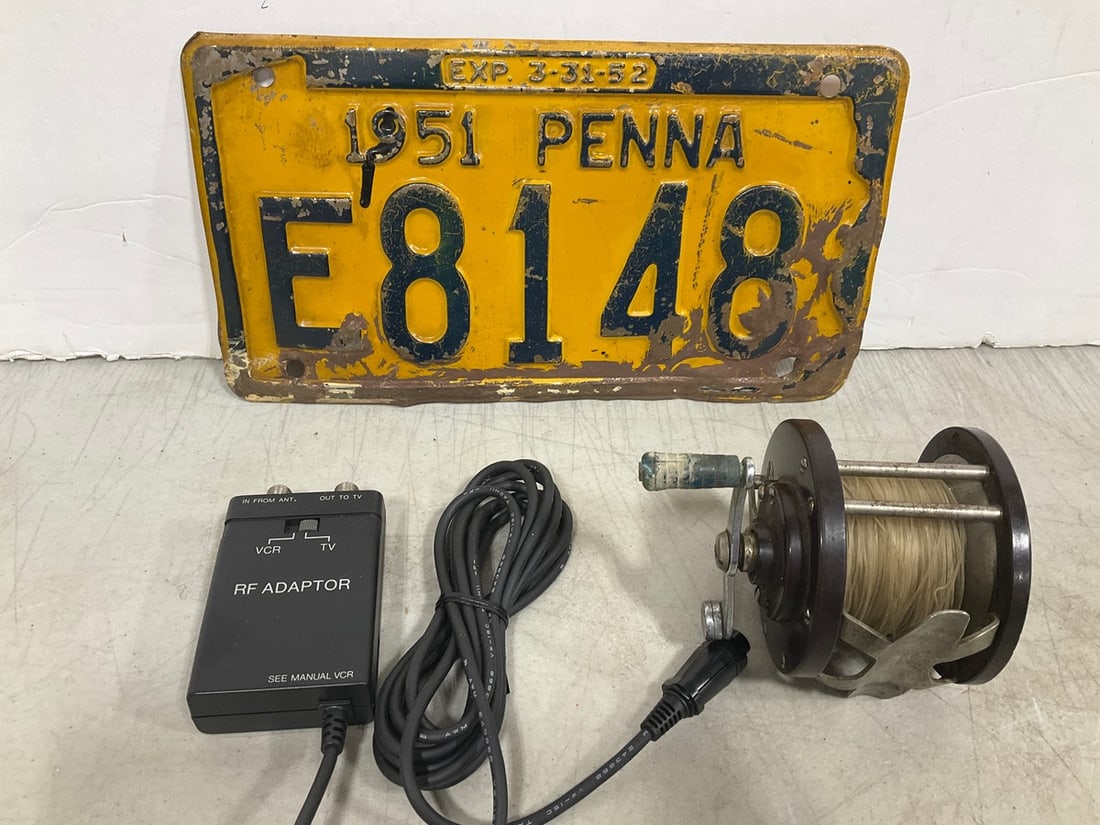 EXP. 3-31-52
1951 PENNA
E8148
IN FROM ANT. OUT TO TV
VCR TV
RF ADAPTOR
SEE MANUAL VCR
AWM